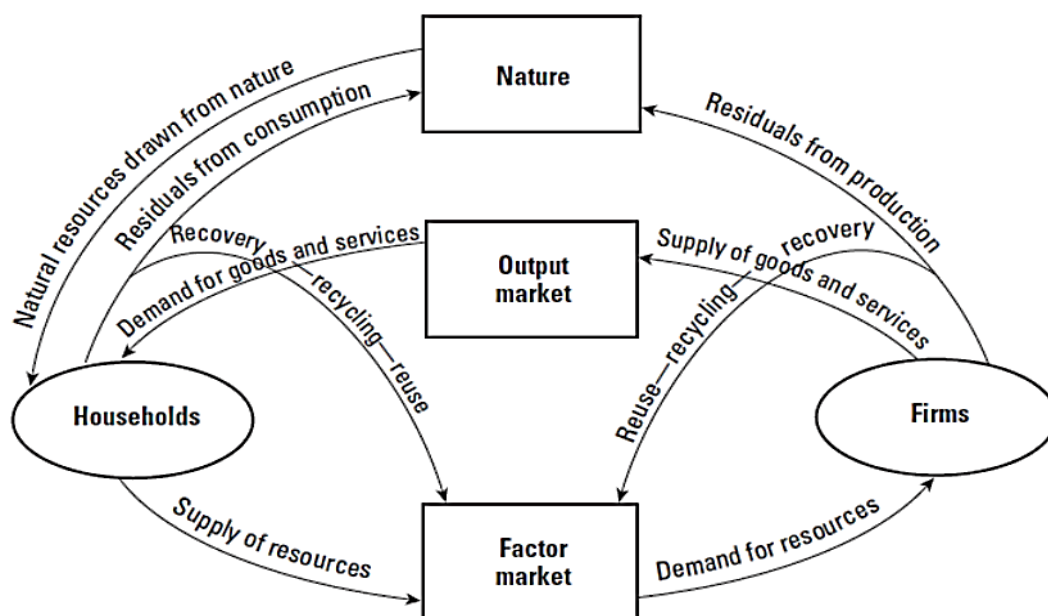 Nature
Natural resources drawn from nature
Residuals from consumption
Residuals from production
Recovery—recycling—reuse
Demand for goods and services
Output
market
Supply of goods and services
Reuse—recycling—recovery
Households
Firms
Supply of resources
Factor
market
Demand for resources